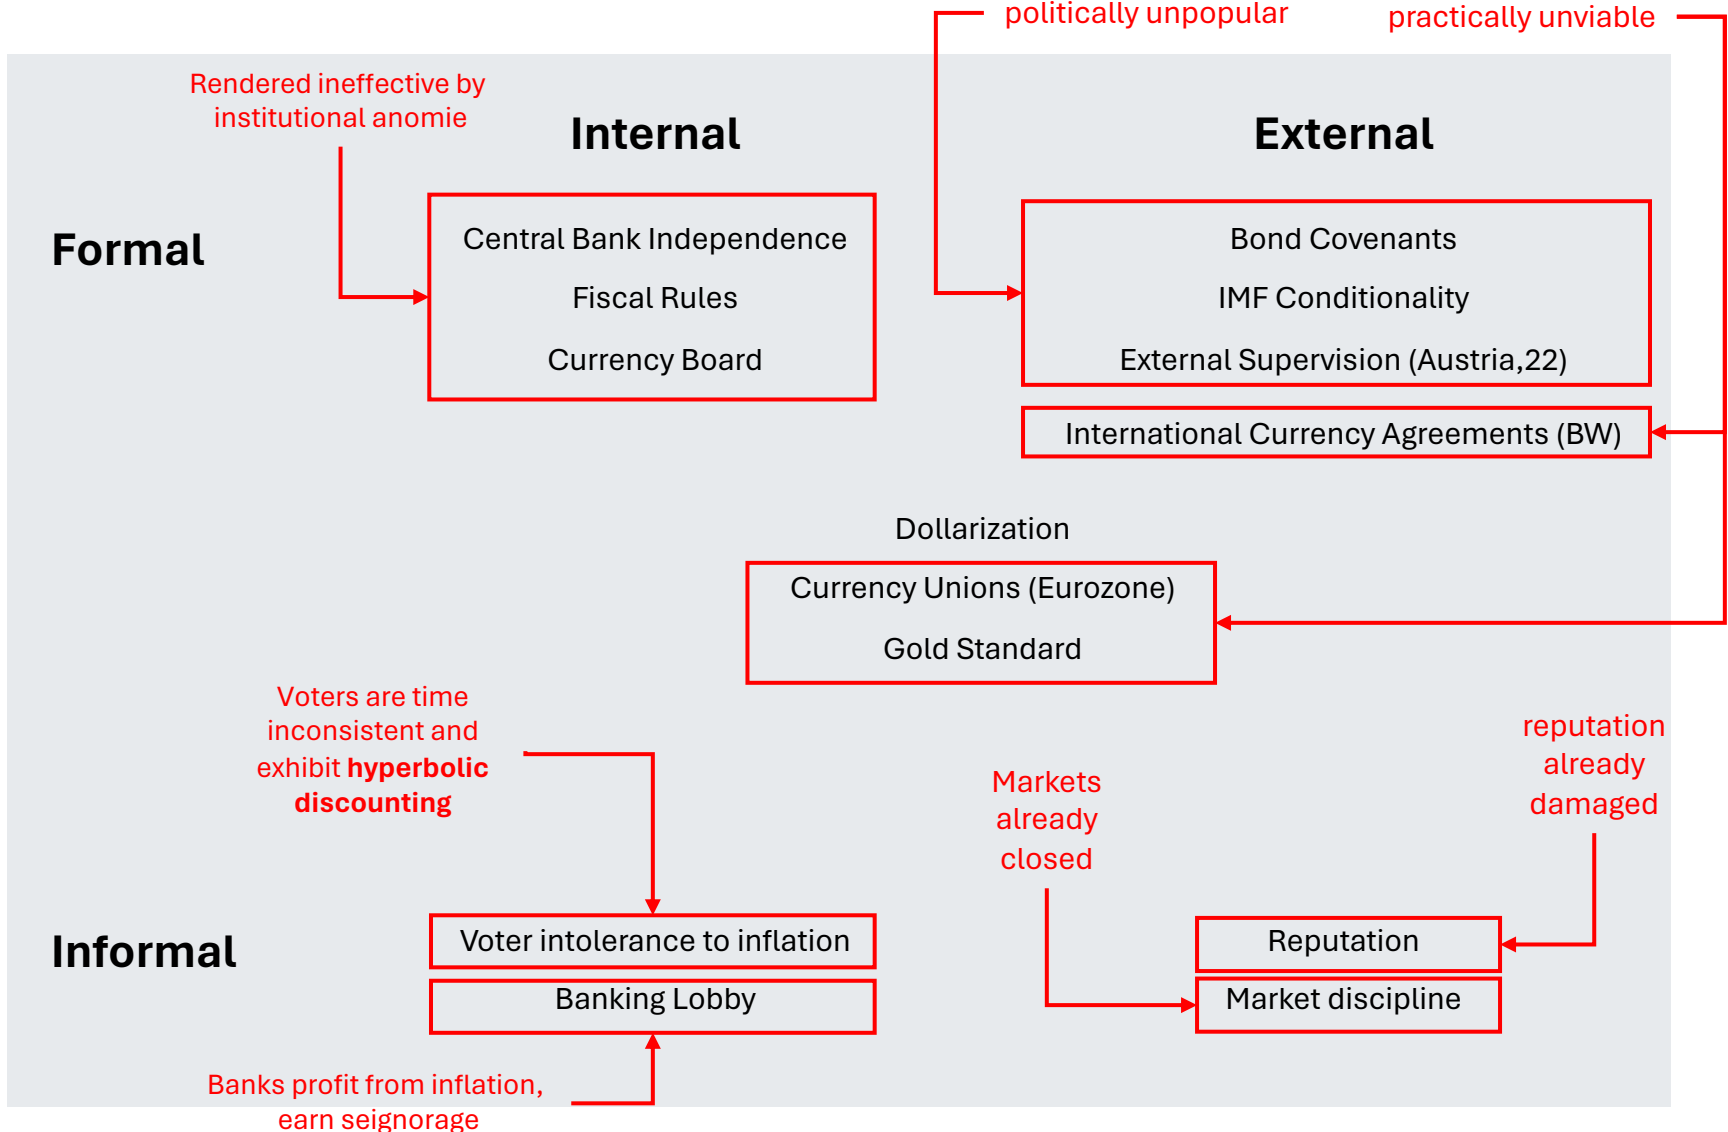 politically unpopular
practically unviable
Rendered ineffective by
institutional anomie
Internal
External
Formal
Central Bank Independence
Fiscal Rules
Currency Board
Bond Covenants
IMF Conditionality
External Supervision (Austria,22)
International Currency Agreements (BW)
Dollarization
Currency Unions (Eurozone)
Gold Standard
Voters are time
inconsistent and
exhibit hyperbolic
discounting
Markets
already
closed
reputation
already
damaged
Informal
Voter intolerance to inflation
Banking Lobby
Reputation
Market discipline
Banks profit from inflation,
earn seignorage